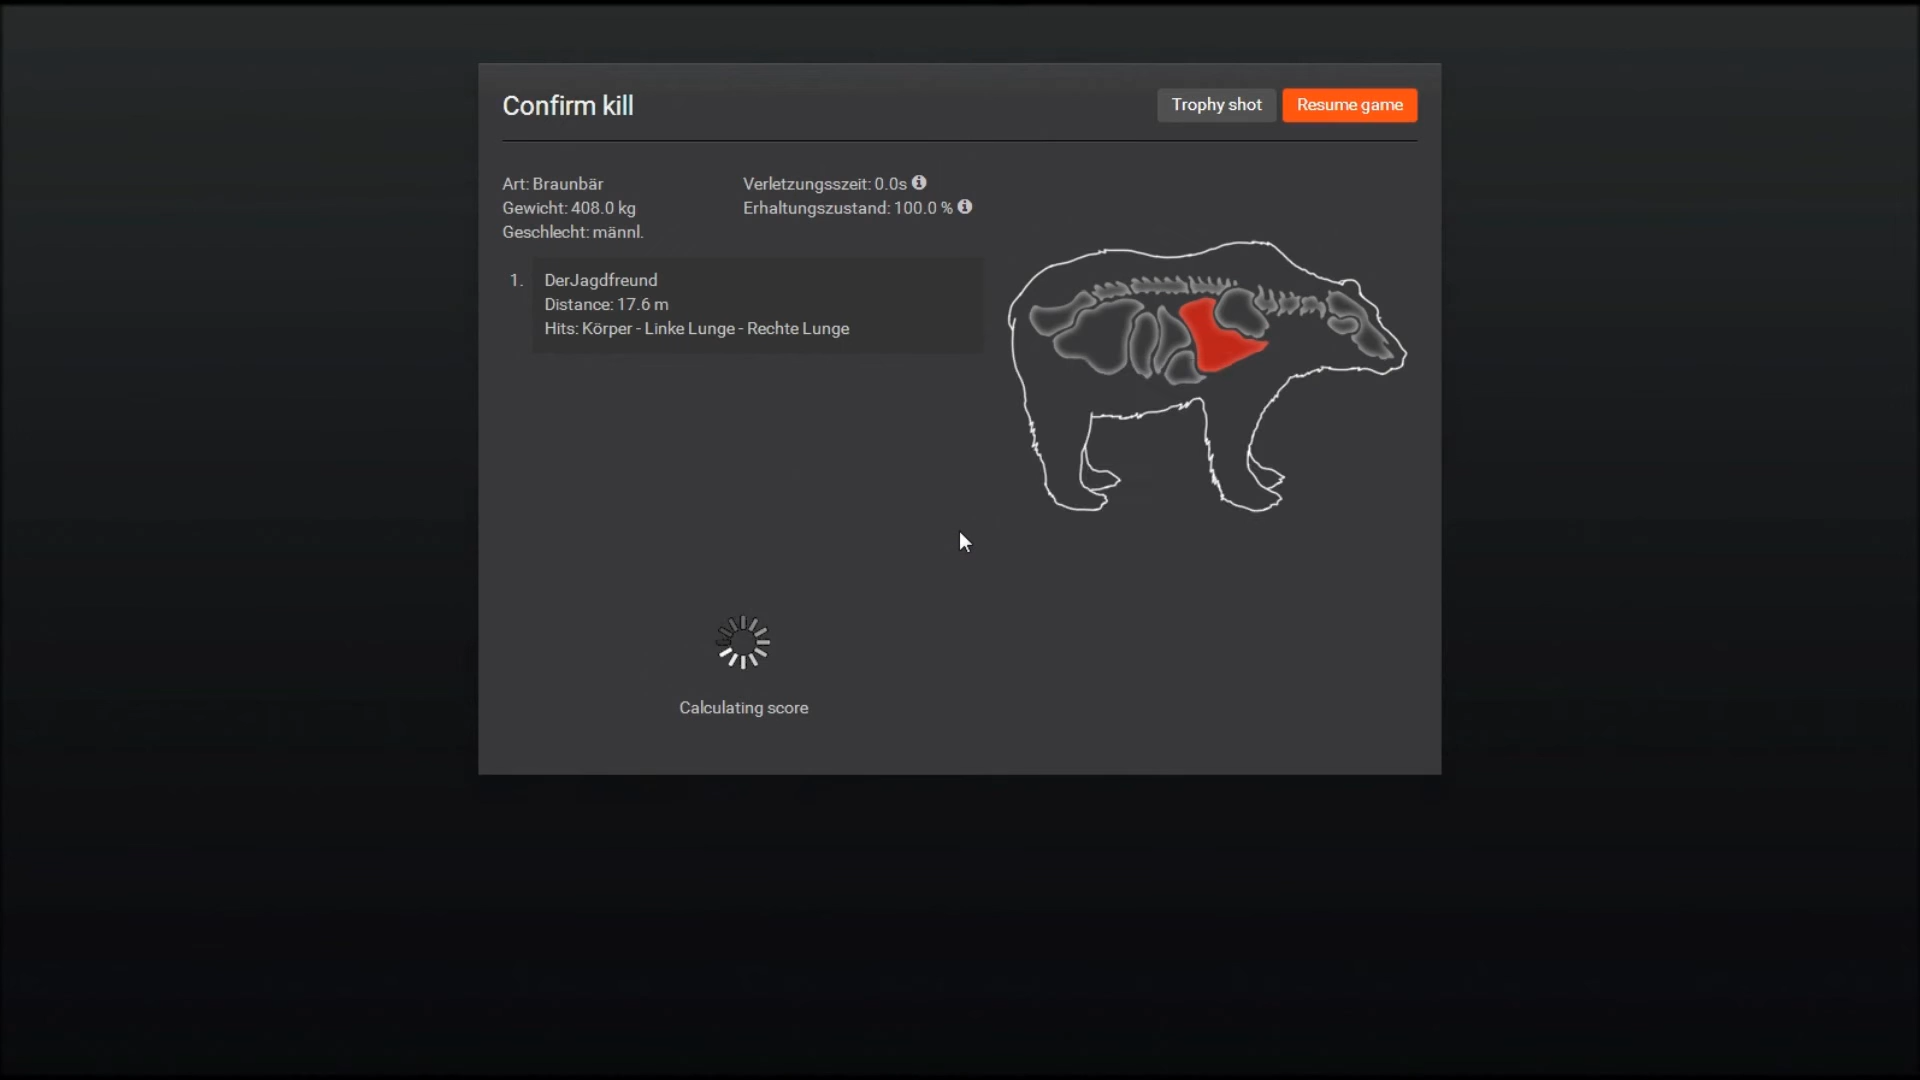 Confirm kill
Trophy shot
Resume game
Art: Braunbär
Gewicht: 408.0 kg
Geschlecht: männl.
Verletzungsszeit: 0.0s
Erhaltungszustand: 100.0 %
1. DerJagdfreund
Distance: 17.6 m
Hits: Körper - Linke Lunge - Rechte Lunge
Calculating score